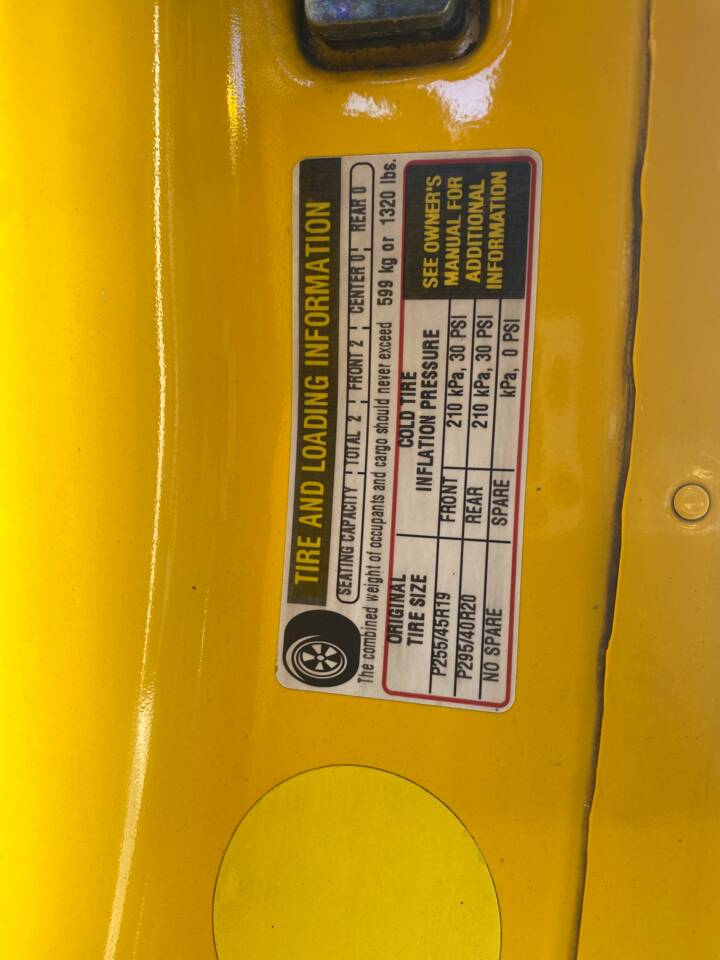 TIRE AND LOADING INFORMATION
SEATING CAPACITY TOTAL 2 FRONT 2 CENTER 0 REAR 0
The combined weight of occupants and cargo should never exceed 599 kg or 1320 lbs.
ORIGINAL TIRE SIZE COLD TIRE INFLATION PRESSURE
P255/45R19 FRONT 210 kPa, 30 PSI
P295/40R20 REAR 210 kPa, 30 PSI
NO SPARE SPARE kPa, 0 PSI
SEE OWNER'S
MANUAL FOR
ADDITIONAL
INFORMATION